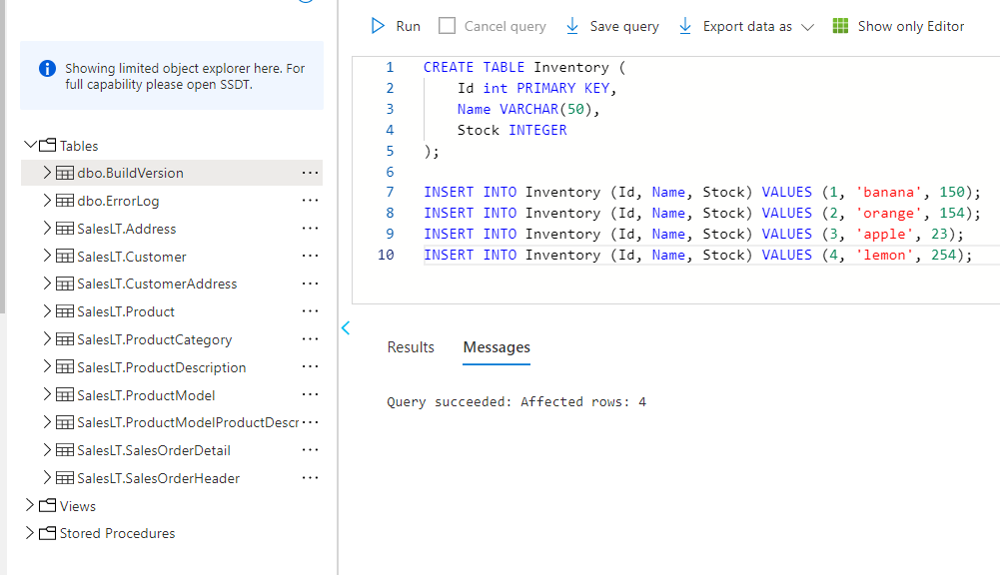 Showing limited object explorer here. For
full capability please open SSDT.
Tables
dbo.BuildVersion
dbo.ErrorLog
SalesLT.Address
SalesLT.Customer
SalesLT.CustomerAddress
SalesLT.Product
SalesLT.ProductCategory
SalesLT.ProductDescription
SalesLT.ProductModel
SalesLT.ProductModelProductDescr
SalesLT.SalesOrderDetail
SalesLT.SalesOrderHeader
Views
Stored Procedures
Run Cancel query Save query Export data as Show only Editor
1 CREATE TABLE Inventory (
2 Id int PRIMARY KEY,
3 Name VARCHAR(50),
4 Stock INTEGER
5 );
6
7 INSERT INTO Inventory (Id, Name, Stock) VALUES (1, 'banana', 150);
8 INSERT INTO Inventory (Id, Name, Stock) VALUES (2, 'orange', 154);
9 INSERT INTO Inventory (Id, Name, Stock) VALUES (3, 'apple', 23);
10 INSERT INTO Inventory (Id, Name, Stock) VALUES (4, 'lemon', 254);
Results Messages
Query succeeded: Affected rows: 4